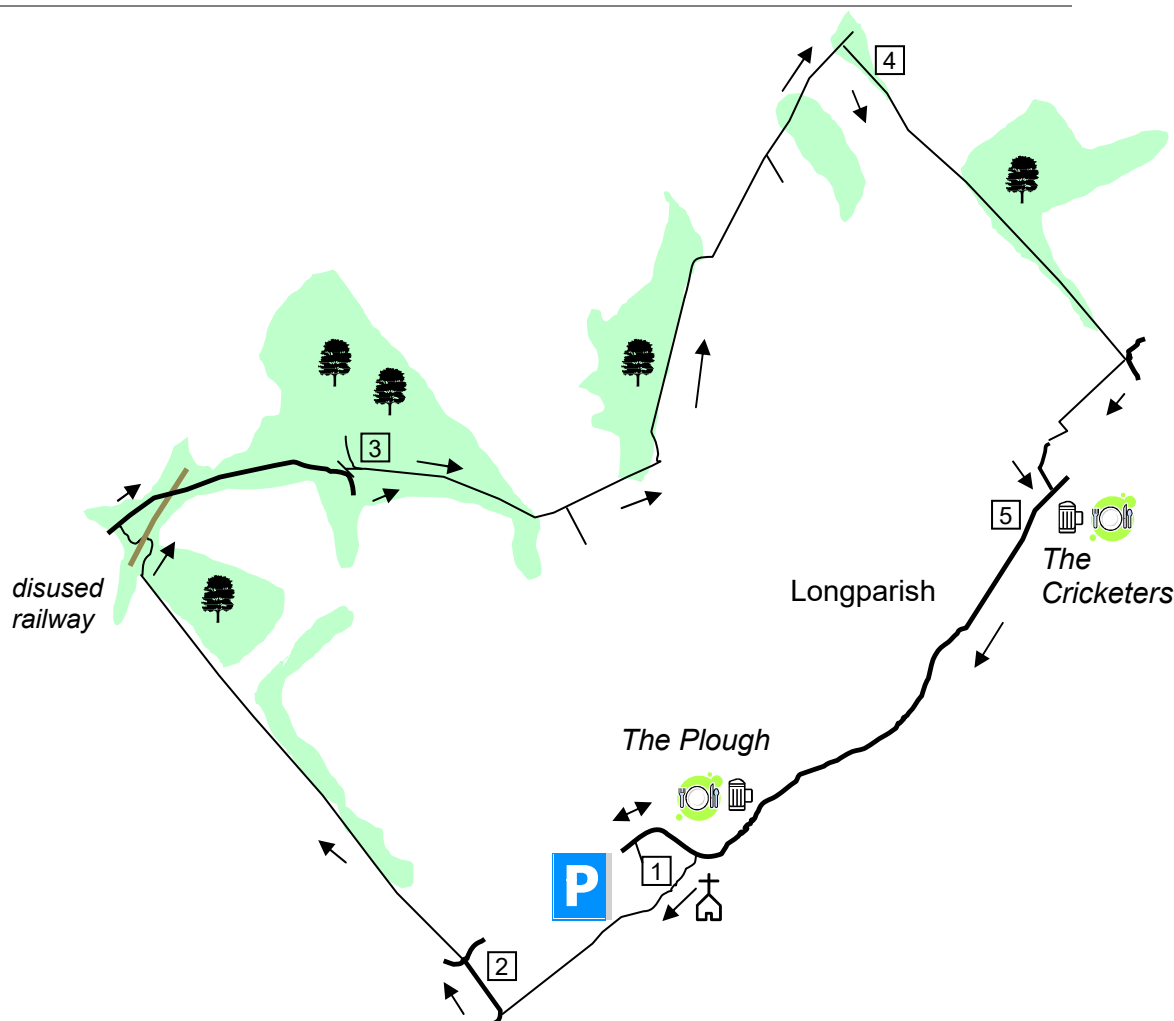 4
3
5
The
Cricketers
disused
railway
Longparish
The Plough
1
P
2